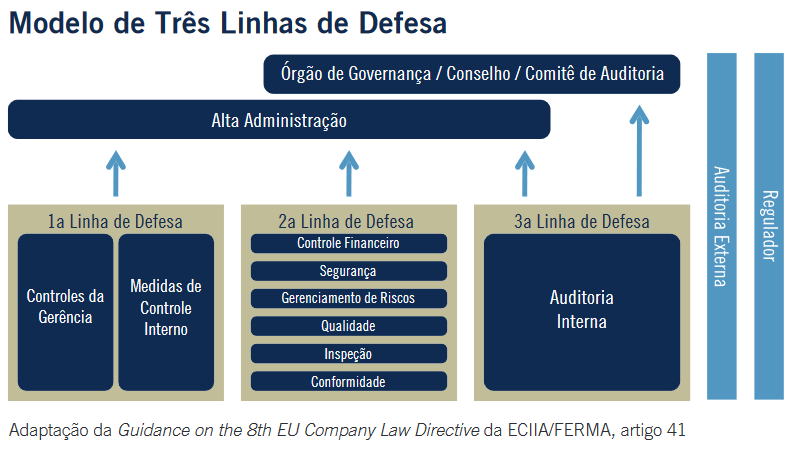 Modelo de Três Linhas de Defesa
Órgão de Governança / Conselho / Comitê de Auditoria
Alta Administração
1a Linha de Defesa
Controles da
Gerência
Medidas de
Controle
Interno
2a Linha de Defesa
Controle Financeiro
Segurança
Gerenciamento de Riscos
Qualidade
Inspeção
Conformidade
3a Linha de Defesa
Auditoria
Interna
Auditoria Externa
Regulador
Adaptação da Guidance on the 8th EU Company Law Directive da ECIIA/FERMA, artigo 41